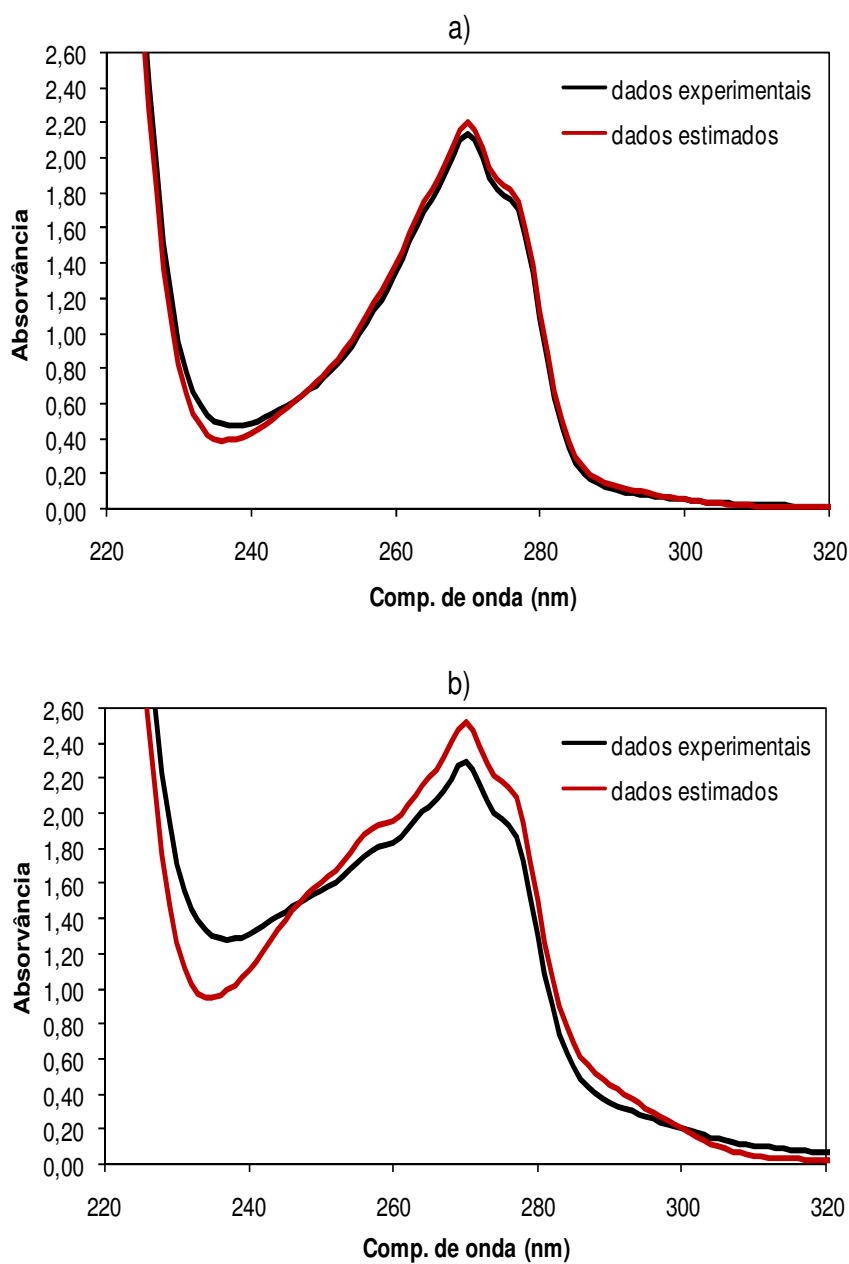 a)
2,60
2,40
2,20
2,00
1,80
1,60
1,40
1,20
1,00
0,80
0,60
0,40
0,20
0,00
Absorvância
dados experimentais
dados estimados
220 240 260 280 300 320
Comp. de onda (nm)
b)
2,60
2,40
2,20
2,00
1,80
1,60
1,40
1,20
1,00
0,80
0,60
0,40
0,20
0,00
Absorvância
dados experimentais
dados estimados
220 240 260 280 300 320
Comp. de onda (nm)